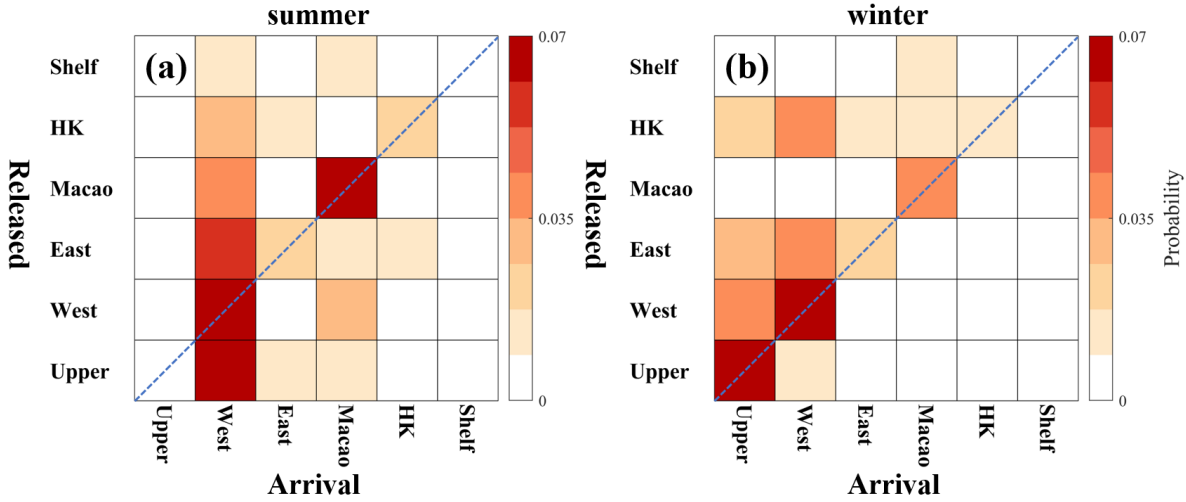 summer
(a)
Released
Shelf
HK
Macao
East
West
Upper
Upper
West
East
Macao
HK
Shelf
Arrival
0.07
0.035
0
winter
(b)
Released
Shelf
HK
Macao
East
West
Upper
Upper
West
East
Macao
HK
Shelf
Arrival
0.07
0.035
0
Probability